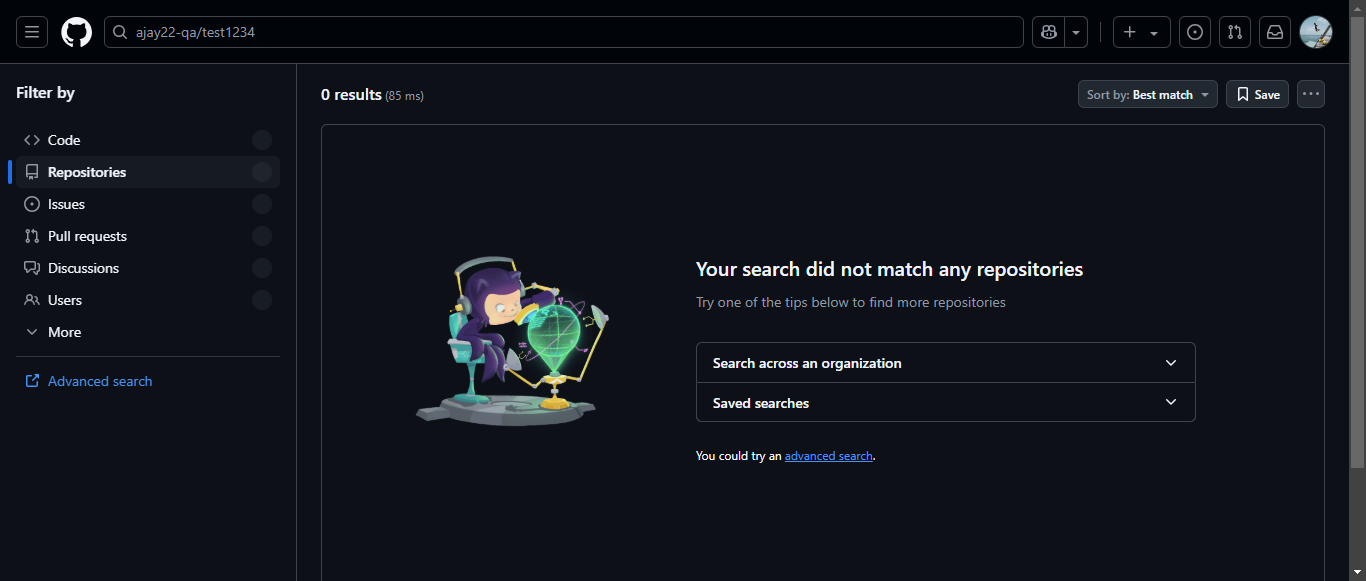 ajay22-qa/test1234
Filter by
Code
Repositories
Issues
Pull requests
Discussions
Users
More
Advanced search
0 results (85 ms)
Sort by: Best match
Save
Your search did not match any repositories
Try one of the tips below to find more repositories
Search across an organization
Saved searches
You could try an advanced search.